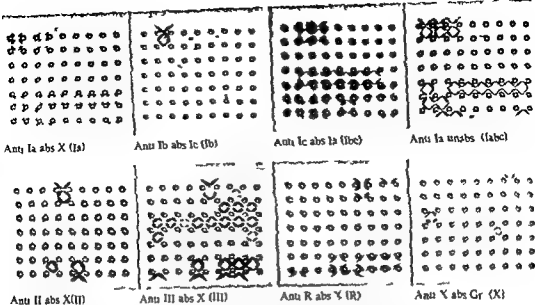 Anti Ia abs X (Ia)
Anti Ib abs Ic (Ib)
Anti Ic abs Ia (Ibc)
Anti Ia unabs (Iabc)
Anti II abs X(II)
Anti III abs X (III)
Anti R abs Y (R)
Anti Y abs Gr (X)